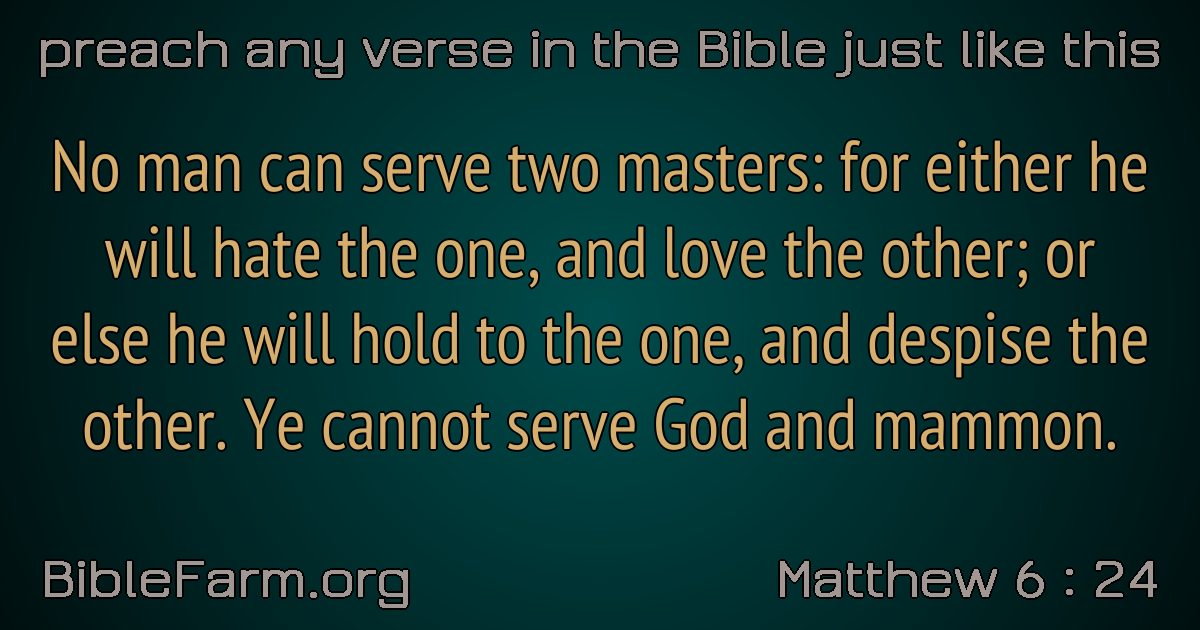 preach any verse in the Bible just like this
No man can serve two masters: for either he
will hate the one, and love the other; or
else he will hold to the one, and despise the
other. Ye cannot serve God and mammon.
BibleFarm.org
Matthew 6 : 24